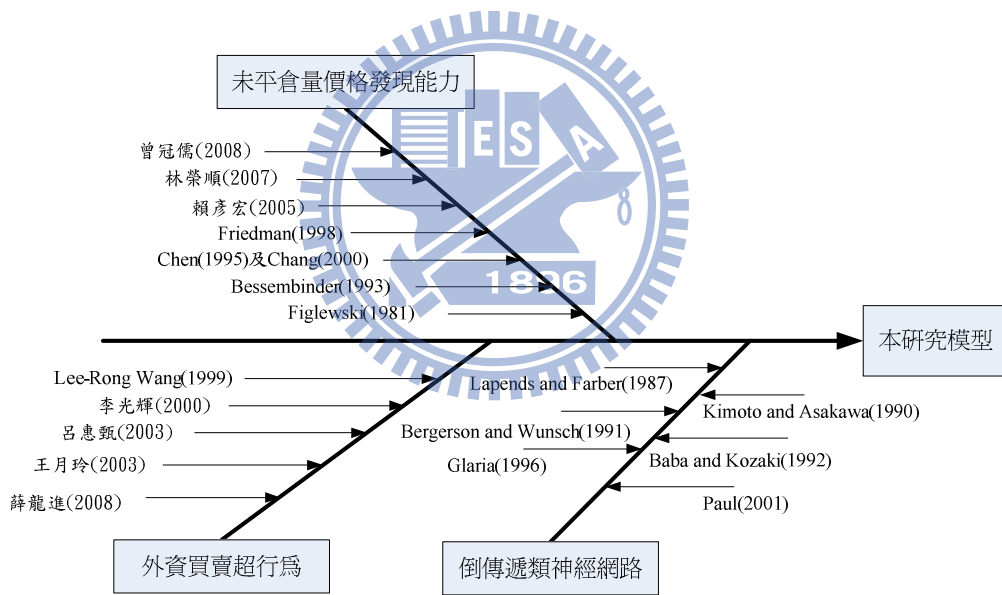 未平倉量價格發現能力
曾冠儒(2008)
林榮順(2007)
賴彥宏(2005)
Friedman(1998)
Chen(1995)及Chang(2000)
Bessembinder(1993)
Figlewski(1981)
ESA
1896
本研究模型
Lee-Rong Wang(1999)
李光輝(2000)
呂惠甄(2003)
王月玲(2003)
薛龍進(2008)
外資買賣超行為
Lapends and Farber(1987)
Kimoto and Asakawa(1990)
Bergerson and Wunsch(1991)
Baba and Kozaki(1992)
Glaria(1996)
Paul(2001)
倒傳遞類神經網路